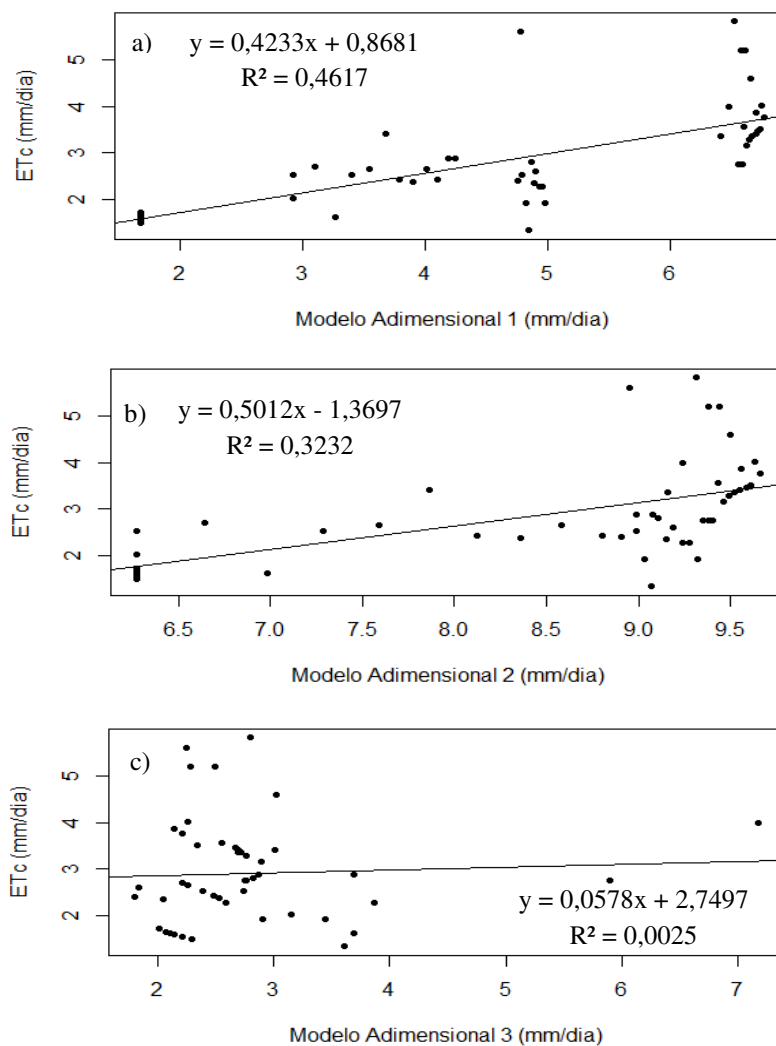 a)
y = 0,4233x + 0,8681
R² = 0,4617
ETc (mm/dia)
5
4
3
2
2 3 4 5 6
Modelo Adimensional 1 (mm/dia)
b)
y = 0,5012x - 1,3697
R² = 0,3232
ETc (mm/dia)
5
4
3
2
6.5 7.0 7.5 8.0 8.5 9.0 9.5
Modelo Adimensional 2 (mm/dia)
c)
ETc (mm/dia)
5
4
3
2
y = 0,0578x + 2,7497
R² = 0,0025
2 3 4 5 6 7
Modelo Adimensional 3 (mm/dia)